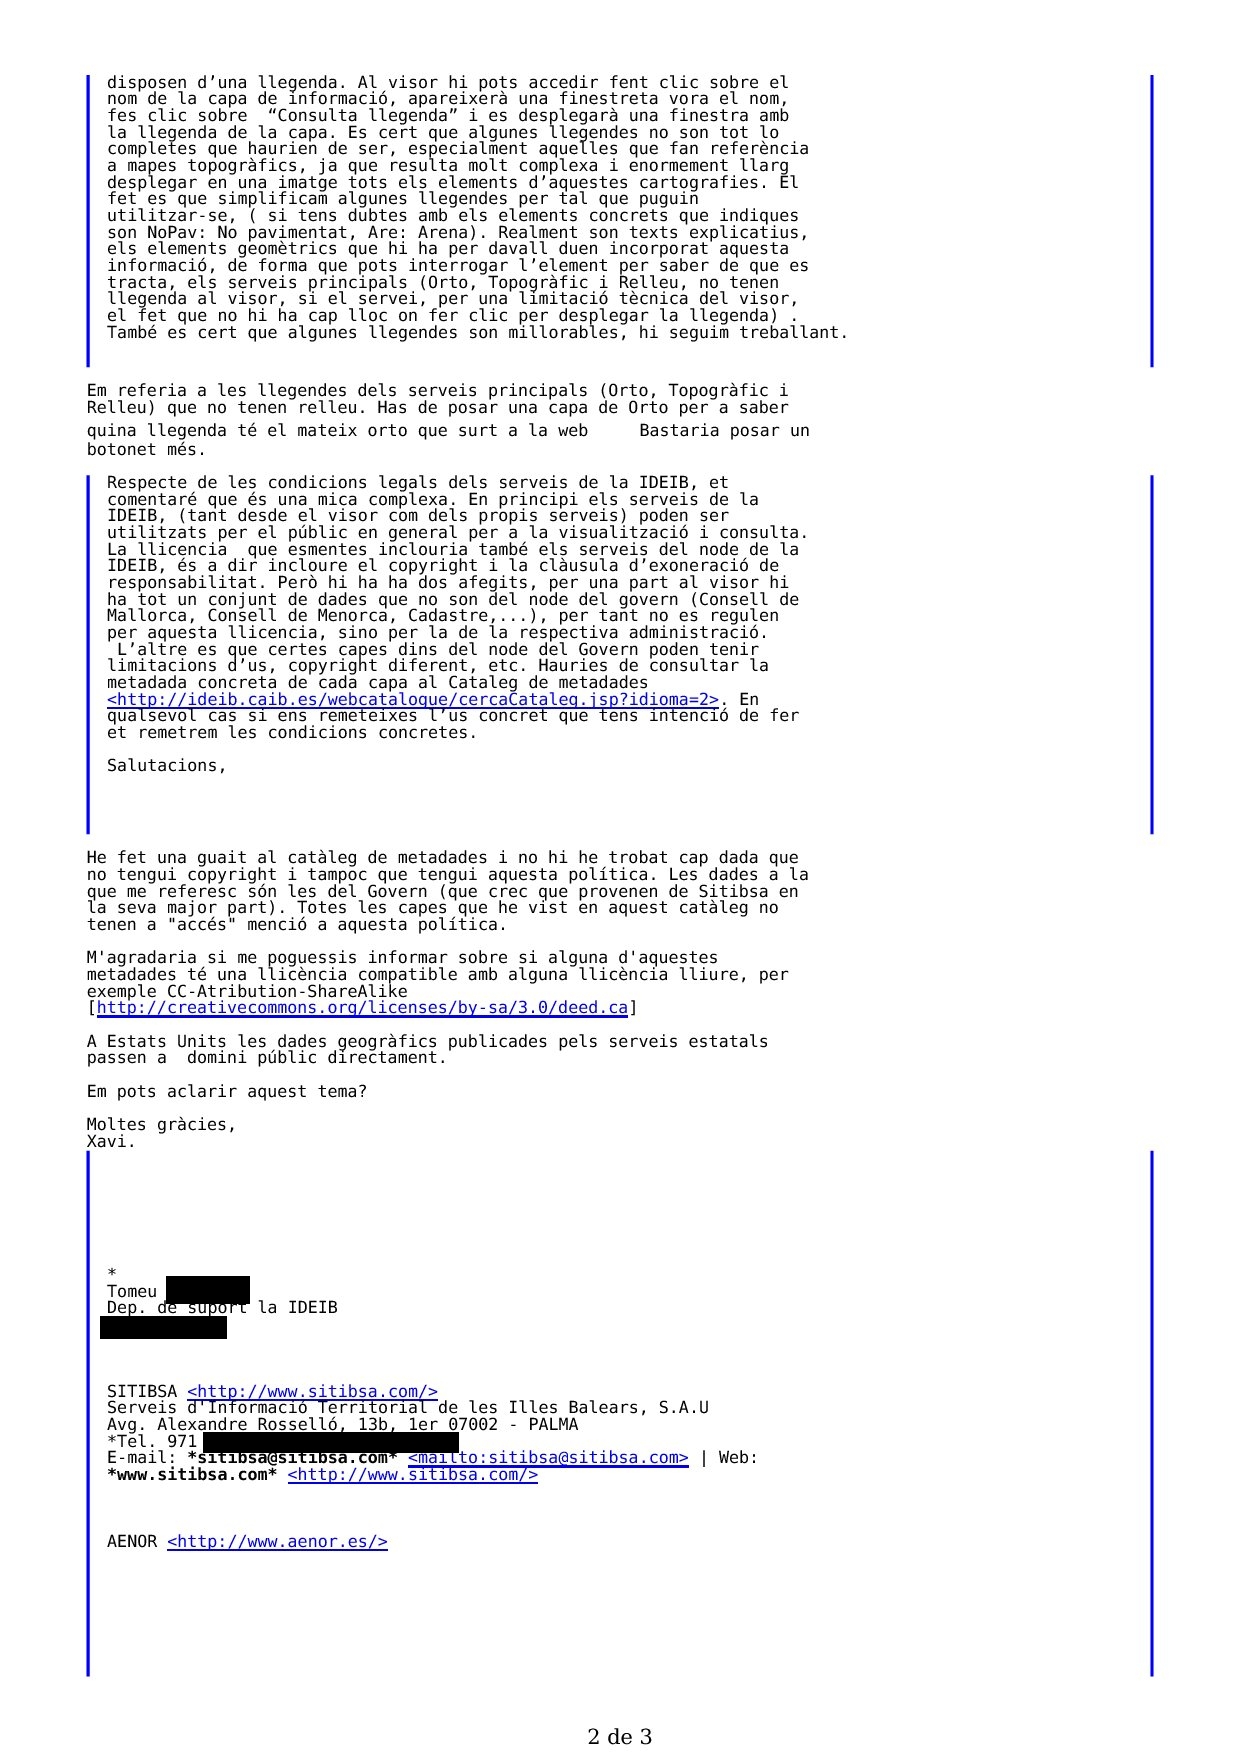 disposen d’una llegenda. Al visor hi pots accedir fent clic sobre el
nom de la capa de informació, apareixerà una finestreta vora el nom,
fes clic sobre  “Consulta llegenda” i es desplegarà una finestra amb
la llegenda de la capa. Es cert que algunes llegendes no son tot lo
completes que haurien de ser, especialment aquelles que fan referència
a mapes topogràfics, ja que resulta molt complexa i enormement llarg
desplegar en una imatge tots els elements d’aquestes cartografies. El
fet es que simplificam algunes llegendes per tal que puguin
utilitzar-se, ( si tens dubtes amb els elements concrets que indiques
son NoPav: No pavimentat, Are: Arena). Realment son texts explicatius,
els elements geomètrics que hi ha per davall duen incorporat aquesta
informació, de forma que pots interrogar l’element per saber de que es
tracta, els serveis principals (Orto, Topogràfic i Relleu, no tenen
llegenda al visor, si el servei, per una limitació tècnica del visor,
el fet que no hi ha cap lloc on fer clic per desplegar la llegenda) .
També es cert que algunes llegendes son millorables, hi seguim treballant.
Em referia a les llegendes dels serveis principals (Orto, Topogràfic i
Relleu) que no tenen relleu. Has de posar una capa de Orto per a saber
quina llegenda té el mateix orto que surt a la web     Bastaria posar un
botonet més.
Respecte de les condicions legals dels serveis de la IDEIB, et
comentaré que és una mica complexa. En principi els serveis de la
IDEIB, (tant desde el visor com dels propis serveis) poden ser
utilitzats per el públic en general per a la visualització i consulta.
La llicencia  que esmentes inclouria també els serveis del node de la
IDEIB, és a dir incloure el copyright i la clàusula d’exoneració de
responsabilitat. Però hi ha ha dos afegits, per una part al visor hi
ha tot un conjunt de dades que no son del node del govern (Consell de
Mallorca, Consell de Menorca, Cadastre,...), per tant no es regulen
per aquesta llicencia, sino per la de la respectiva administració.
L’altre es que certes capes dins del node del Govern poden tenir
limitacions d’us, copyright diferent, etc. Hauries de consultar la
metadada concreta de cada capa al Cataleg de metadades
<http://ideib.caib.es/webcatalogue/cercaCataleg.jsp?idioma=2>. En
qualsevol cas si ens remeteixes l’us concret que tens intenció de fer
et remetrem les condicions concretes.
Salutacions,
He fet una guait al catàleg de metadades i no hi he trobat cap dada que
no tengui copyright i tampoc que tengui aquesta política. Les dades a la
que me referesc són les del Govern (que crec que provenen de Sitibsa en
la seva major part). Totes les capes que he vist en aquest catàleg no
tenen a "accés" menció a aquesta política.
M'agradaria si me poguessis informar sobre si alguna d'aquestes
metadades té una llicència compatible amb alguna llicència lliure, per
exemple CC-Atribution-ShareAlike
[http://creativecommons.org/licenses/by-sa/3.0/deed.ca]
A Estats Units les dades geogràfics publicades pels serveis estatals
passen a  domini públic directament.
Em pots aclarir aquest tema?
Moltes gràcies,
Xavi.
*
Tomeu
Dep. de suport la IDEIB
SITIBSA <http://www.sitibsa.com/>
Serveis d'Informació Territorial de les Illes Balears, S.A.U
Avg. Alexandre Rosselló, 13b, 1er 07002 - PALMA
*Tel. 971
E-mail: *sitibsa@sitibsa.com* <mailto:sitibsa@sitibsa.com> | Web:
*www.sitibsa.com* <http://www.sitibsa.com/>
AENOR <http://www.aenor.es/>
2 de 3